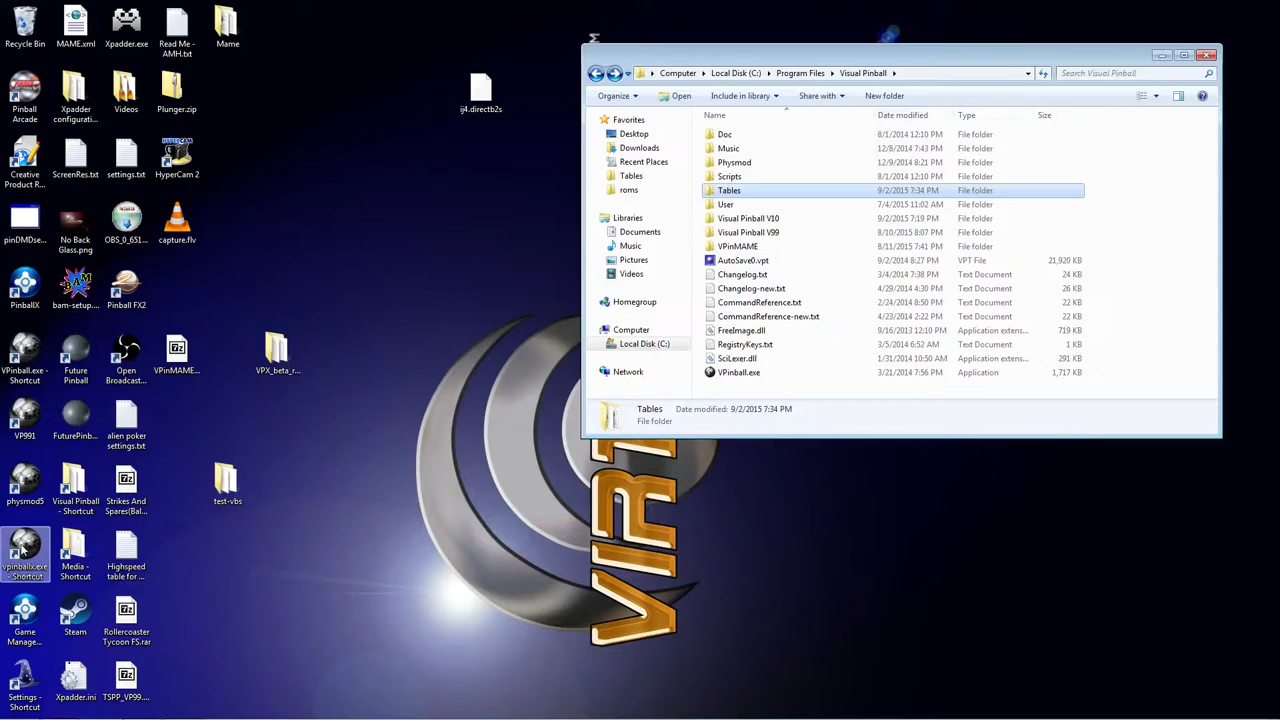 Recycle Bin
MAME.xml
Xpadder.exe
Read Me -
AMH.txt
Mame
Pinball
Arcade
Xpadder
configurati...
Videos
Plunger.zip
ij4.directb2s
Creative
Product R...
ScreenRes.txt
settings.txt
HyperCam 2
pinDMDse...
No Back
Glass.png
OBS_0_651...
capture.flv
PinballX
bam-setup...
Pinball FX2
VPinball.exe -
Shortcut
Future
Pinball
Open
Broadcast...
VPinMAME...
VPX_beta_r...
VP991
FuturePinb...
alien poker
settings.txt
physmod5
Visual Pinball
- Shortcut
Strikes And
Spares(Bal...
test-vbs
vpinballx.exe
- Shortcut
Media -
Shortcut
Highspeed
table for ...
Game
Manage...
Steam
Rollercoaster
Tycoon FS.rar
Settings -
Shortcut
Xpadder.ini
TSPP_VP99....
Computer Local Disk (C:) Program Files Visual Pinball
Search Visual Pinball
Organize Open Include in library Share with New folder
Favorites
Desktop
Downloads
Recent Places
Tables
roms
Libraries
Documents
Music
Pictures
Videos
Homegroup
Computer
Local Disk (C:)
Network
Name Date modified Type Size
Doc 8/1/2014 12:10 PM File folder
Music 12/8/2014 7:43 PM File folder
Physmod 12/9/2014 8:21 PM File folder
Scripts 8/1/2014 12:10 PM File folder
Tables 9/2/2015 7:34 PM File folder
User 7/4/2015 11:02 AM File folder
Visual Pinball V10 9/2/2015 7:19 PM File folder
Visual Pinball V99 8/10/2015 8:07 PM File folder
VPinMAME 8/11/2015 7:41 PM File folder
AutoSave0.vpt 9/2/2015 8:27 PM VPT File 21,920 KB
Changelog.txt 3/4/2014 7:38 PM Text Document 24 KB
Changelog-new.txt 4/29/2014 4:30 PM Text Document 26 KB
CommandReference.txt 2/24/2014 8:50 PM Text Document 22 KB
CommandReference-new.txt 4/23/2014 2:22 PM Text Document 22 KB
FreeImage.dll 9/16/2013 12:10 PM Application extens... 719 KB
RegistryKeys.txt 3/5/2014 6:52 AM Text Document 1 KB
SciLexer.dll 1/31/2014 10:50 AM Application extens... 291 KB
VPinball.exe 3/21/2014 7:56 PM Application 1,717 KB
Tables Date modified: 9/2/2015 7:34 PM
File folder
VIRT